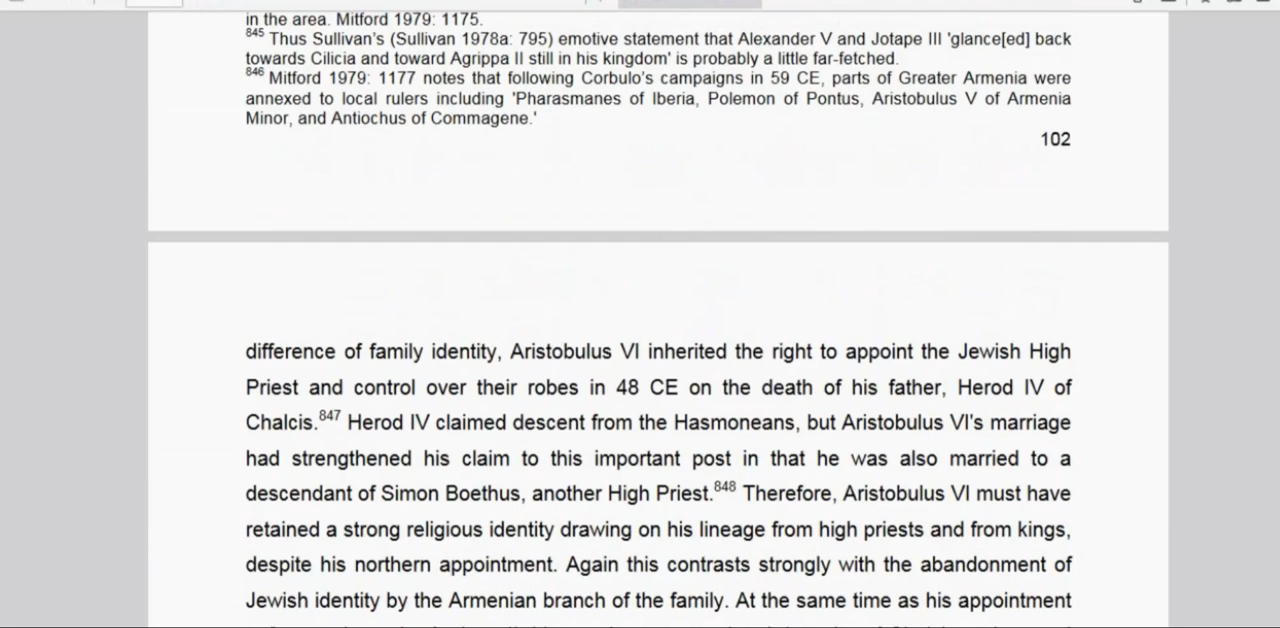 in the area. Mitford 1979: 1175.
845 Thus Sullivan's (Sullivan 1978a: 795) emotive statement that Alexander V and Jotape III 'glance[ed] back
towards Cilicia and toward Agrippa II still in his kingdom' is probably a little far-fetched.
846 Mitford 1979: 1177 notes that following Corbulo's campaigns in 59 CE, parts of Greater Armenia were
annexed to local rulers including 'Pharasmanes of Iberia, Polemon of Pontus, Aristobulus V of Armenia
Minor, and Antiochus of Commagene.'
102
difference of family identity, Aristobulus VI inherited the right to appoint the Jewish High
Priest and control over their robes in 48 CE on the death of his father, Herod IV of
Chalcis.847 Herod IV claimed descent from the Hasmoneans, but Aristobulus VI's marriage
had strengthened his claim to this important post in that he was also married to a
descendant of Simon Boethus, another High Priest.848 Therefore, Aristobulus VI must have
retained a strong religious identity drawing on his lineage from high priests and from kings,
despite his northern appointment. Again this contrasts strongly with the abandonment of
Jewish identity by the Armenian branch of the family. At the same time as his appointment